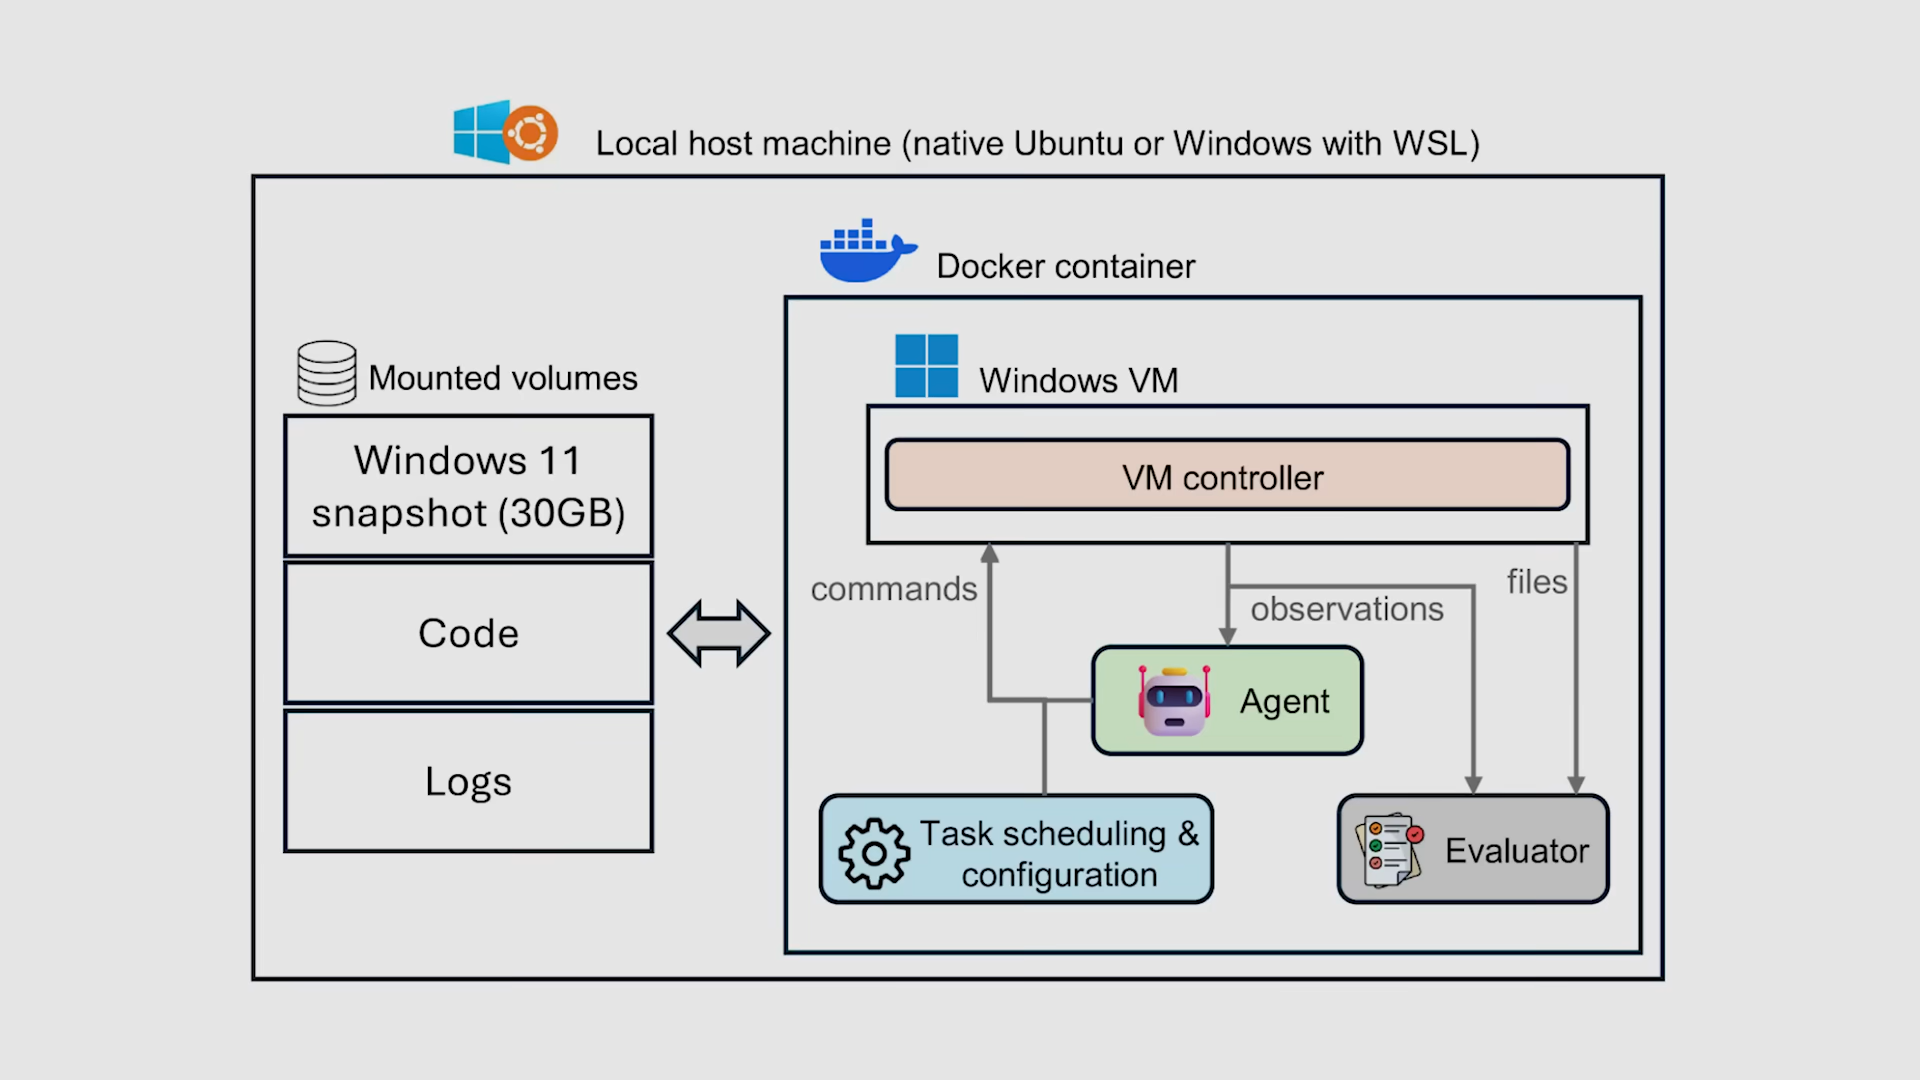 Local host machine (native Ubuntu or Windows with WSL)
Docker container
Mounted volumes
Windows VM
Windows 11
snapshot (30GB)
VM controller
commands
observations
files
Code
Agent
Logs
Task scheduling &
configuration
Evaluator